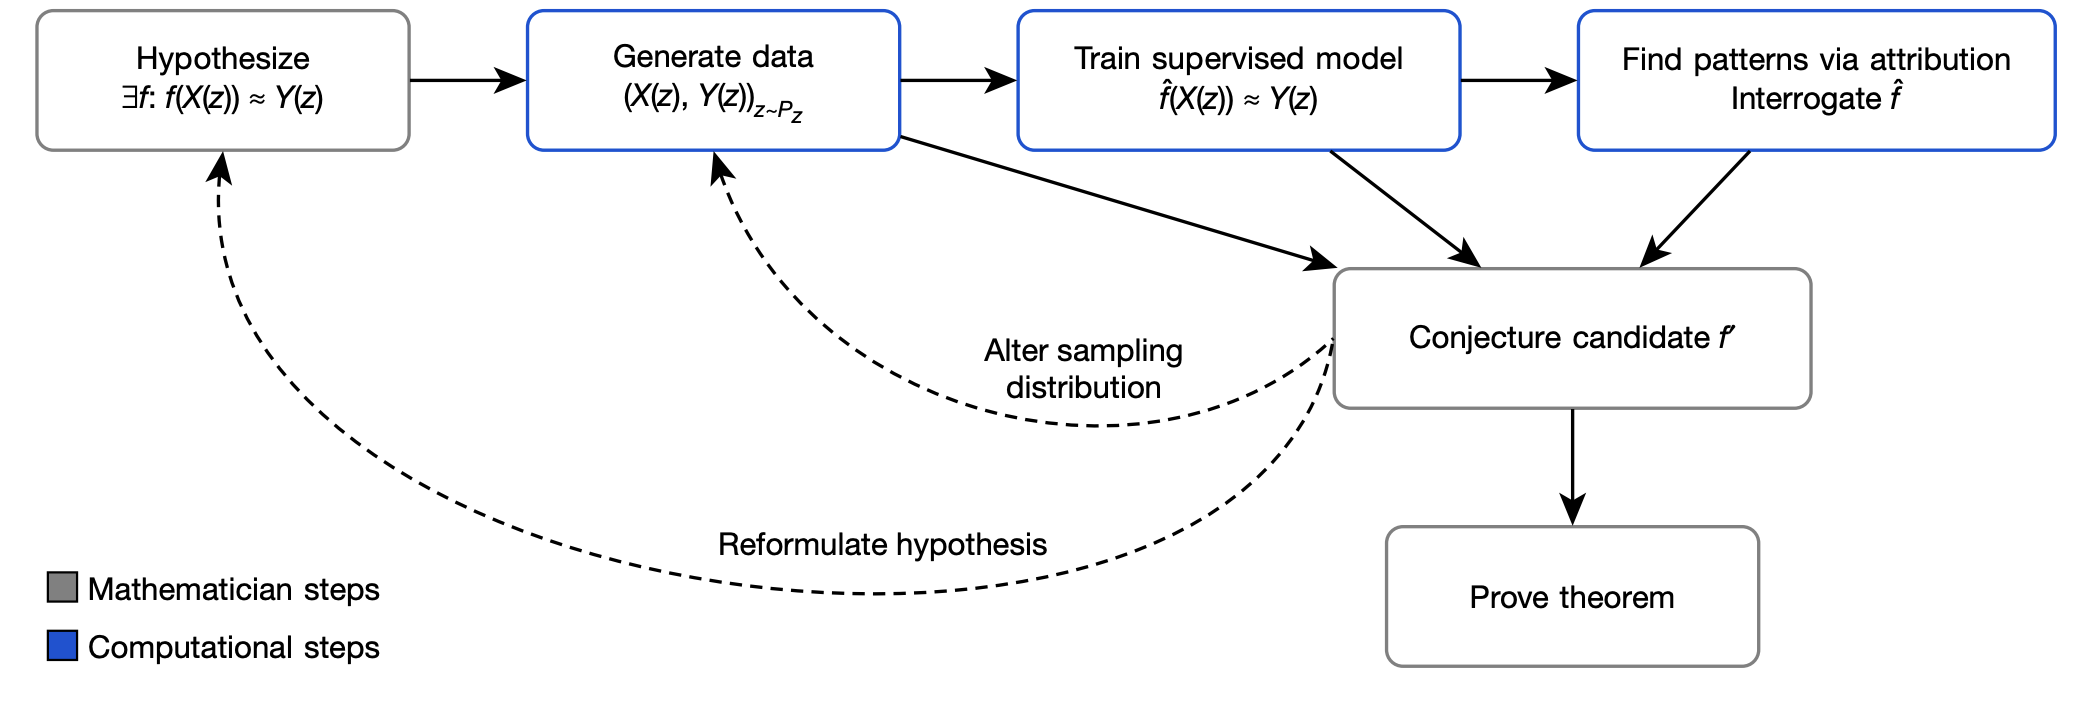 Hypothesize
∃f: f(X(z)) ≈ Y(z)
Generate data
(X(z), Y(z))z~Pz
Train supervised model
f̂(X(z)) ≈ Y(z)
Find patterns via attribution
Interrogate f̂
Alter sampling
distribution
Conjecture candidate f′
Reformulate hypothesis
Prove theorem
Mathematician steps
Computational steps